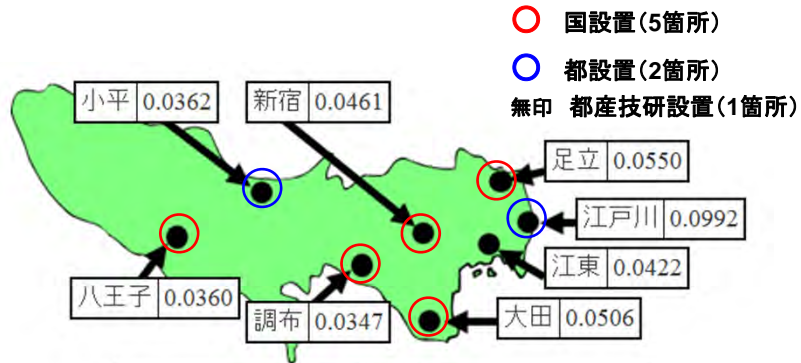 国設置（5箇所）
都設置（2箇所）
無印 都産技研設置（1箇所）
小平 0.0362
新宿 0.0461
足立 0.0550
江戸川 0.0992
江東 0.0422
八王子 0.0360
調布 0.0347
大田 0.0506